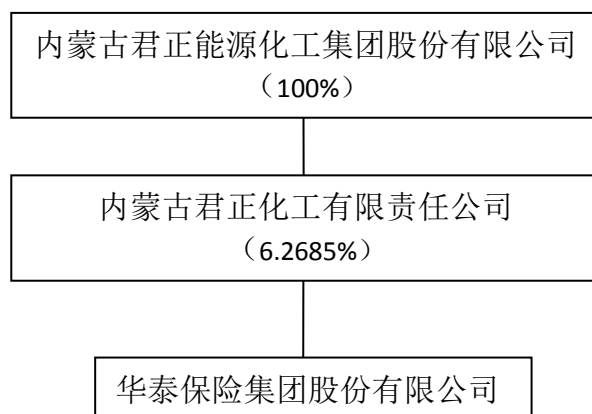 内蒙古君正能源化工集团股份有限公司
（100%）
内蒙古君正化工有限责任公司
（6.2685%）
华泰保险集团股份有限公司